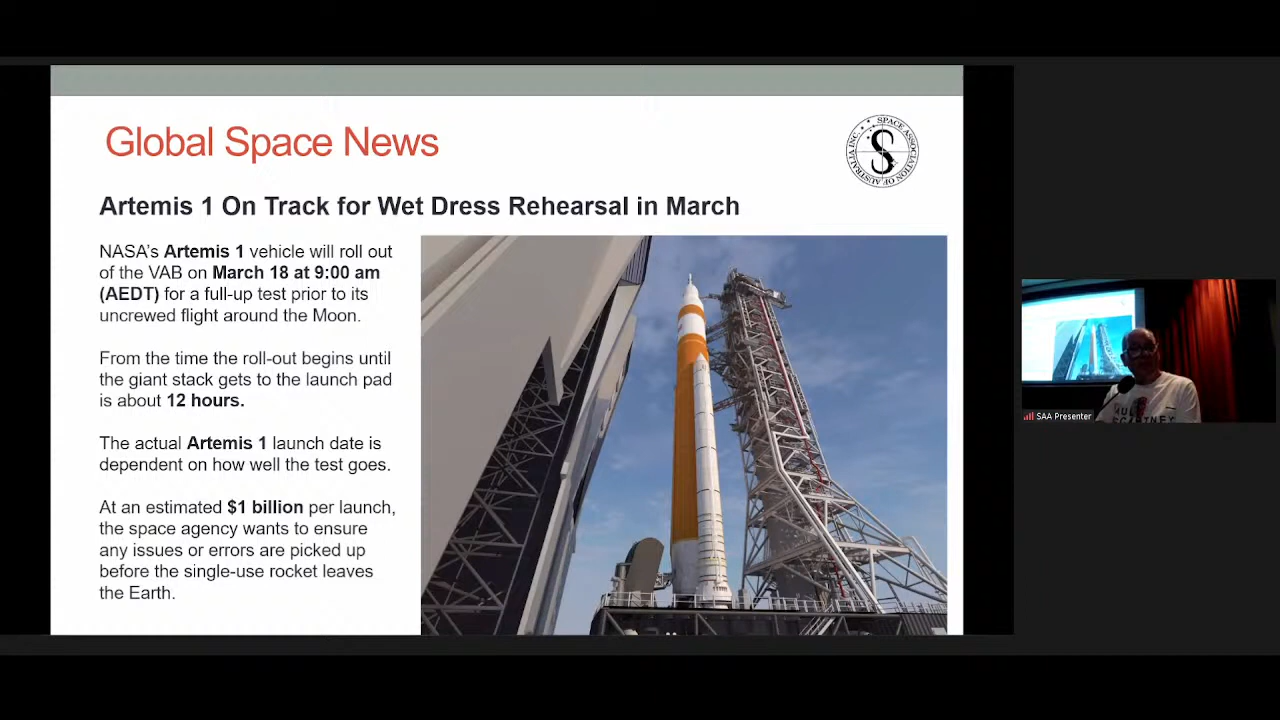 Global Space News
SPACE ASSOCIATION OF AUSTRALIA INC.
S
Artemis 1 On Track for Wet Dress Rehearsal in March
NASA's Artemis 1 vehicle will roll out
of the VAB on March 18 at 9:00 am
(AEDT) for a full-up test prior to its
uncrewed flight around the Moon.
From the time the roll-out begins until
the giant stack gets to the launch pad
is about 12 hours.
The actual Artemis 1 launch date is
dependent on how well the test goes.
At an estimated $1 billion per launch,
the space agency wants to ensure
any issues or errors are picked up
before the single-use rocket leaves
the Earth.
SAA Presenter